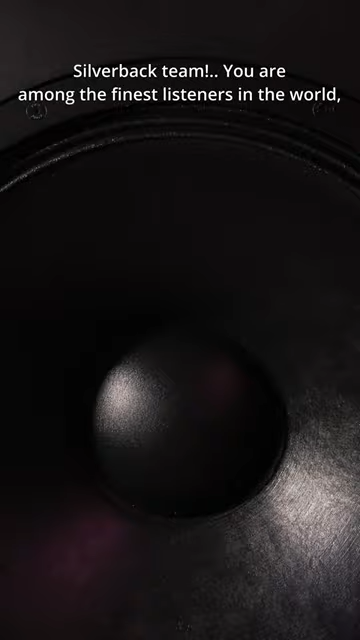 Silverback team!.. You are
among the finest listeners in the world,